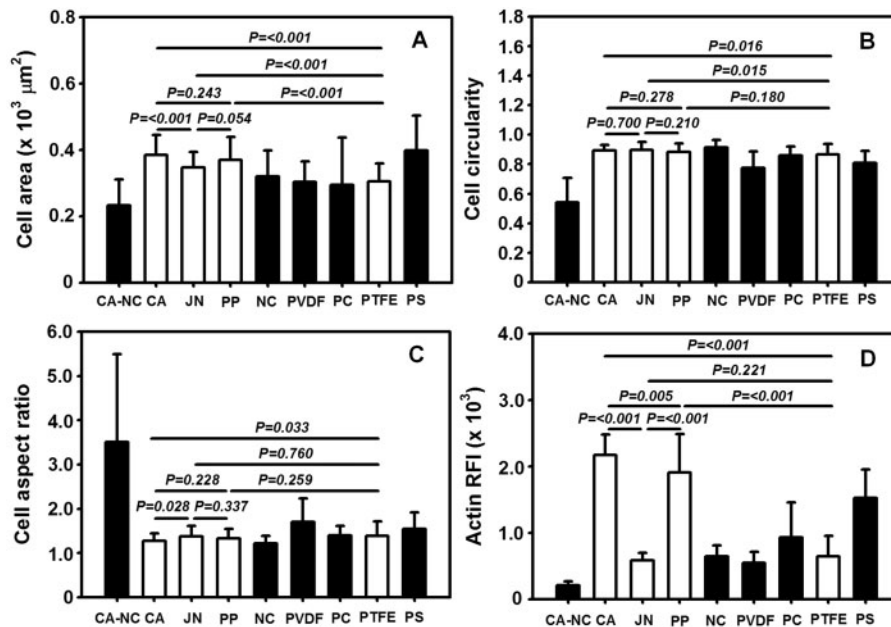 A
Cell area (x 10³ μm²)
0.8
0.6
0.4
0.2
0
P=<0.001
P=<0.001
P=0.243
P=<0.001
P=<0.001
P=0.054
CA-NC CA JN PP NC PVDF PC PTFE PS
B
Cell circularity
1.8
1.6
1.4
1.2
1.0
0.8
0.6
0.4
0.2
0.0
P=0.016
P=0.015
P=0.278
P=0.180
P=0.700
P=0.210
CA-NC CA JN PP NC PVDF PC PTFE PS
C
Cell aspect ratio
6.0
5.0
4.0
3.0
2.0
1.0
0.0
P=0.033
P=0.760
P=0.228
P=0.259
P=0.028
P=0.337
CA-NC CA JN PP NC PVDF PC PTFE PS
D
Actin RFI (x 10³)
4.0
3.0
2.0
1.0
0.0
P=<0.001
P=0.221
P=0.005
P=<0.001
P=<0.001
P=<0.001
CA-NC CA JN PP NC PVDF PC PTFE PS